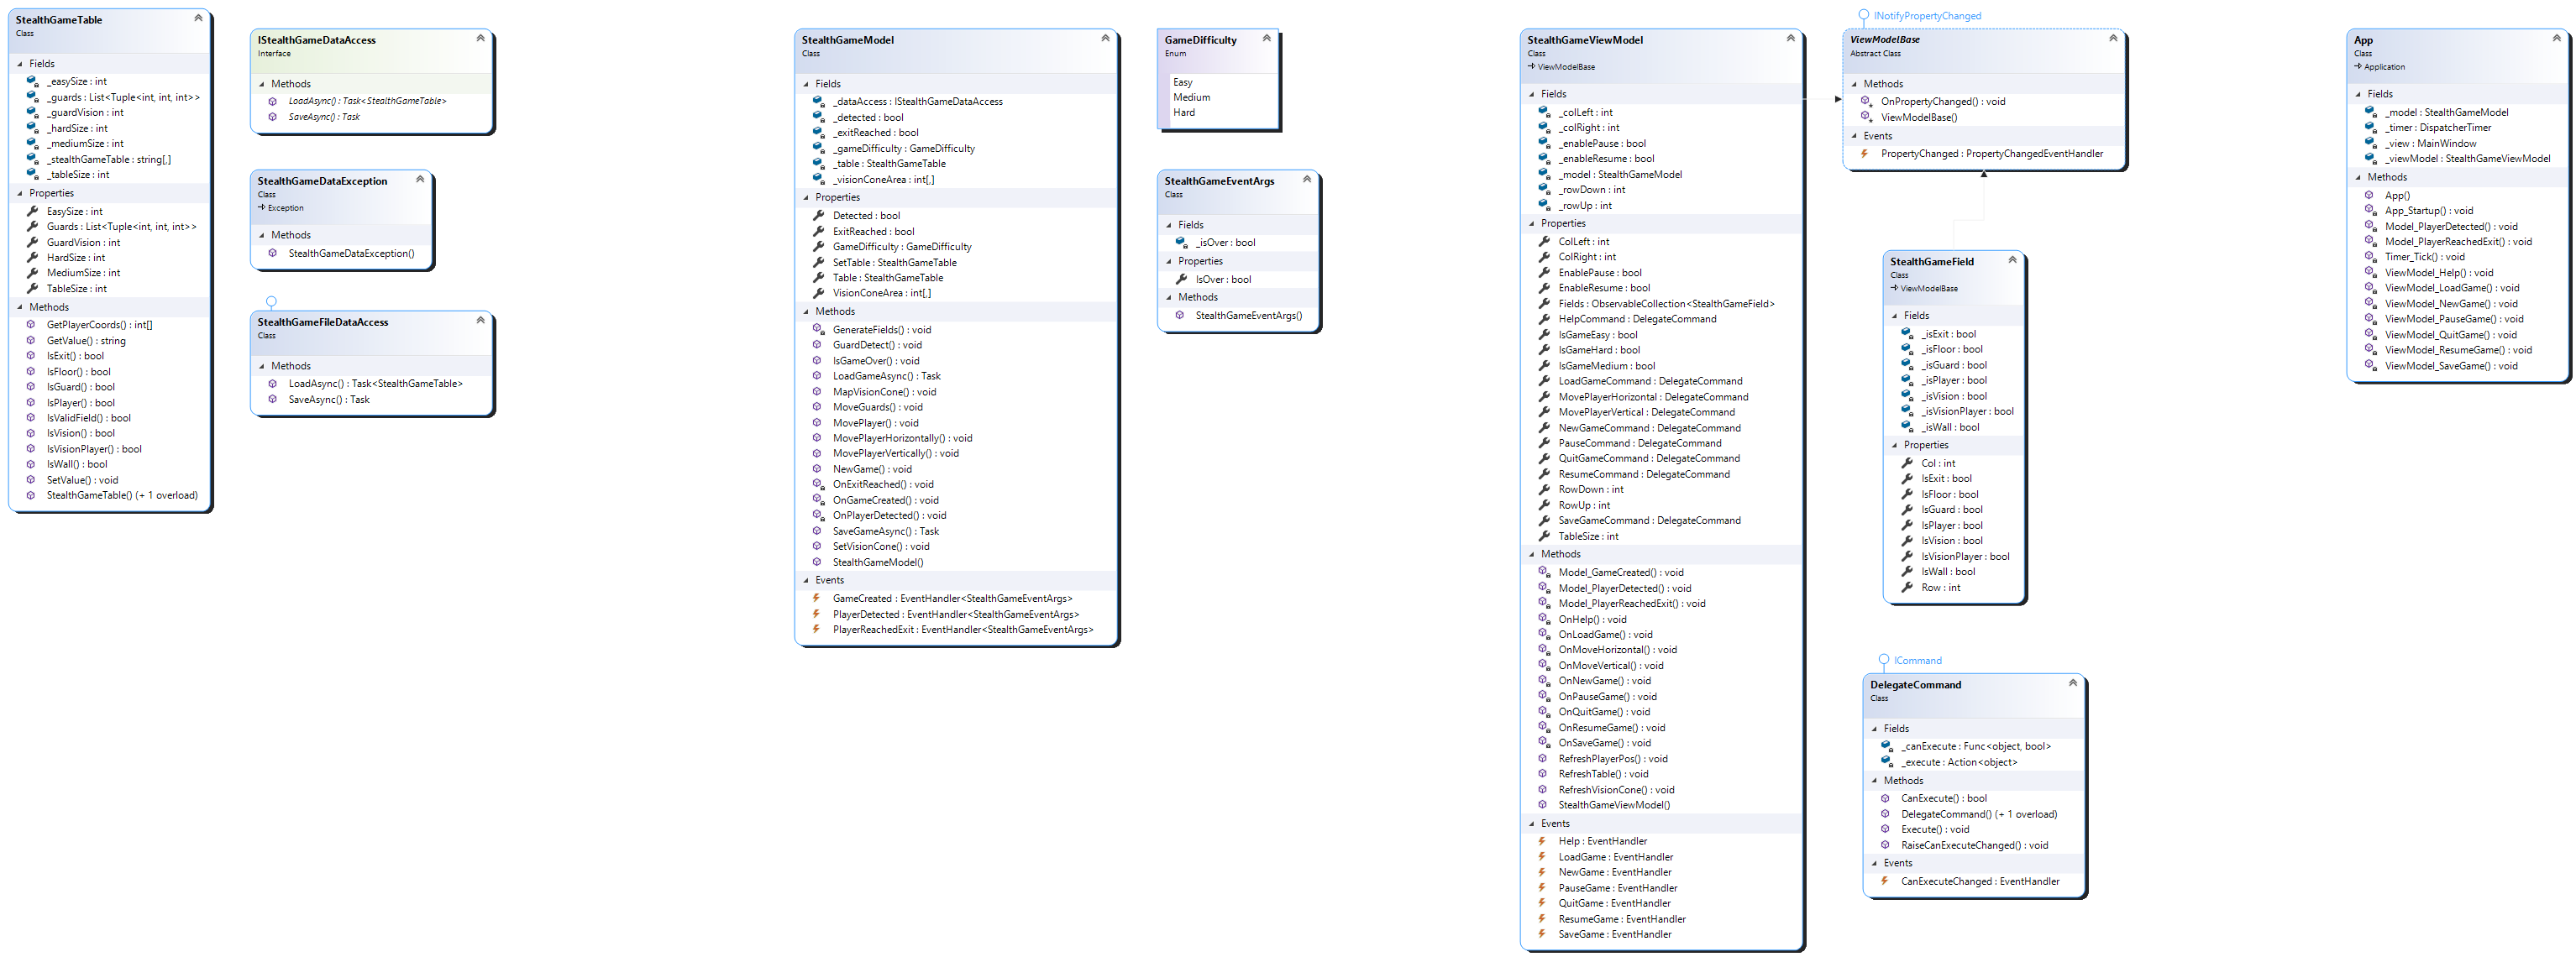 StealthGameTable
Class
Fields
_easySize : int
_guards : List<Tuple<int, int, int>>
_guardVision : int
_hardSize : int
_mediumSize : int
_stealthGameTable : string[,]
_tableSize : int
Properties
EasySize : int
Guards : List<Tuple<int, int, int>>
GuardVision : int
HardSize : int
MediumSize : int
TableSize : int
Methods
GetPlayerCoords() : int[]
GetValue() : string
IsExit() : bool
IsFloor() : bool
IsGuard() : bool
IsPlayer() : bool
IsValidField() : bool
IsVision() : bool
IsVisionPlayer() : bool
IsWall() : bool
SetValue() : void
StealthGameTable() (+ 1 overload)
IStealthGameDataAccess
Interface
Methods
LoadAsync() : Task<StealthGameTable>
SaveAsync() : Task
StealthGameDataException
Class
Exception
Methods
StealthGameDataException()
StealthGameFileDataAccess
Class
Methods
LoadAsync() : Task<StealthGameTable>
SaveAsync() : Task
StealthGameModel
Class
Fields
_dataAccess : IStealthGameDataAccess
_detected : bool
_exitReached : bool
_gameDifficulty : GameDifficulty
_table : StealthGameTable
_visionConeArea : int[,]
Properties
Detected : bool
ExitReached : bool
GameDifficulty : GameDifficulty
SetTable : StealthGameTable
Table : StealthGameTable
VisionConeArea : int[,]
Methods
GenerateFields() : void
GuardDetect() : void
IsGameOver() : void
LoadGameAsync() : Task
MapVisionCone() : void
MoveGuards() : void
MovePlayer() : void
MovePlayerHorizontally() : void
MovePlayerVertically() : void
NewGame() : void
OnExitReached() : void
OnGameCreated() : void
OnPlayerDetected() : void
SaveGameAsync() : Task
SetVisionCone() : void
StealthGameModel()
Events
GameCreated : EventHandler<StealthGameEventArgs>
PlayerDetected : EventHandler<StealthGameEventArgs>
PlayerReachedExit : EventHandler<StealthGameEventArgs>
GameDifficulty
Enum
Easy
Medium
Hard
StealthGameEventArgs
Class
Fields
_isOver : bool
Properties
IsOver : bool
Methods
StealthGameEventArgs()
StealthGameViewModel
Class
ViewModelBase
Fields
_colLeft : int
_colRight : int
_enablePause : bool
_enableResume : bool
_model : StealthGameModel
_rowDown : int
_rowUp : int
Properties
ColLeft : int
ColRight : int
EnablePause : bool
EnableResume : bool
Fields : ObservableCollection<StealthGameField>
HelpCommand : DelegateCommand
IsGameEasy : bool
IsGameHard : bool
IsGameMedium : bool
LoadGameCommand : DelegateCommand
MovePlayerHorizontal : DelegateCommand
MovePlayerVertical : DelegateCommand
NewGameCommand : DelegateCommand
PauseCommand : DelegateCommand
QuitGameCommand : DelegateCommand
ResumeCommand : DelegateCommand
RowDown : int
RowUp : int
SaveGameCommand : DelegateCommand
TableSize : int
Methods
Model_GameCreated() : void
Model_PlayerDetected() : void
Model_PlayerReachedExit() : void
OnHelp() : void
OnLoadGame() : void
OnMoveHorizontal() : void
OnMoveVertical() : void
OnNewGame() : void
OnPauseGame() : void
OnQuitGame() : void
OnResumeGame() : void
OnSaveGame() : void
RefreshPlayerPos() : void
RefreshTable() : void
RefreshVisionCone() : void
StealthGameViewModel()
Events
Help : EventHandler
LoadGame : EventHandler
NewGame : EventHandler
PauseGame : EventHandler
QuitGame : EventHandler
ResumeGame : EventHandler
SaveGame : EventHandler
INotifyPropertyChanged
ViewModelBase
Abstract Class
Methods
OnPropertyChanged() : void
ViewModelBase()
Events
PropertyChanged : PropertyChangedEventHandler
StealthGameField
Class
ViewModelBase
Fields
_isExit : bool
_isFloor : bool
_isGuard : bool
_isPlayer : bool
_isVision : bool
_isVisionPlayer : bool
_isWall : bool
Properties
Col : int
IsExit : bool
IsFloor : bool
IsGuard : bool
IsPlayer : bool
IsVision : bool
IsVisionPlayer : bool
IsWall : bool
Row : int
ICommand
DelegateCommand
Class
Fields
_canExecute : Func<object, bool>
_execute : Action<object>
Methods
CanExecute() : bool
DelegateCommand() (+ 1 overload)
Execute() : void
RaiseCanExecuteChanged() : void
Events
CanExecuteChanged : EventHandler
App
Class
Application
Fields
_model : StealthGameModel
_timer : DispatcherTimer
_view : MainWindow
_viewModel : StealthGameViewModel
Methods
App()
App_Startup() : void
Model_PlayerDetected() : void
Model_PlayerReachedExit() : void
Timer_Tick() : void
ViewModel_Help() : void
ViewModel_LoadGame() : void
ViewModel_NewGame() : void
ViewModel_PauseGame() : void
ViewModel_QuitGame() : void
ViewModel_ResumeGame() : void
ViewModel_SaveGame() : void